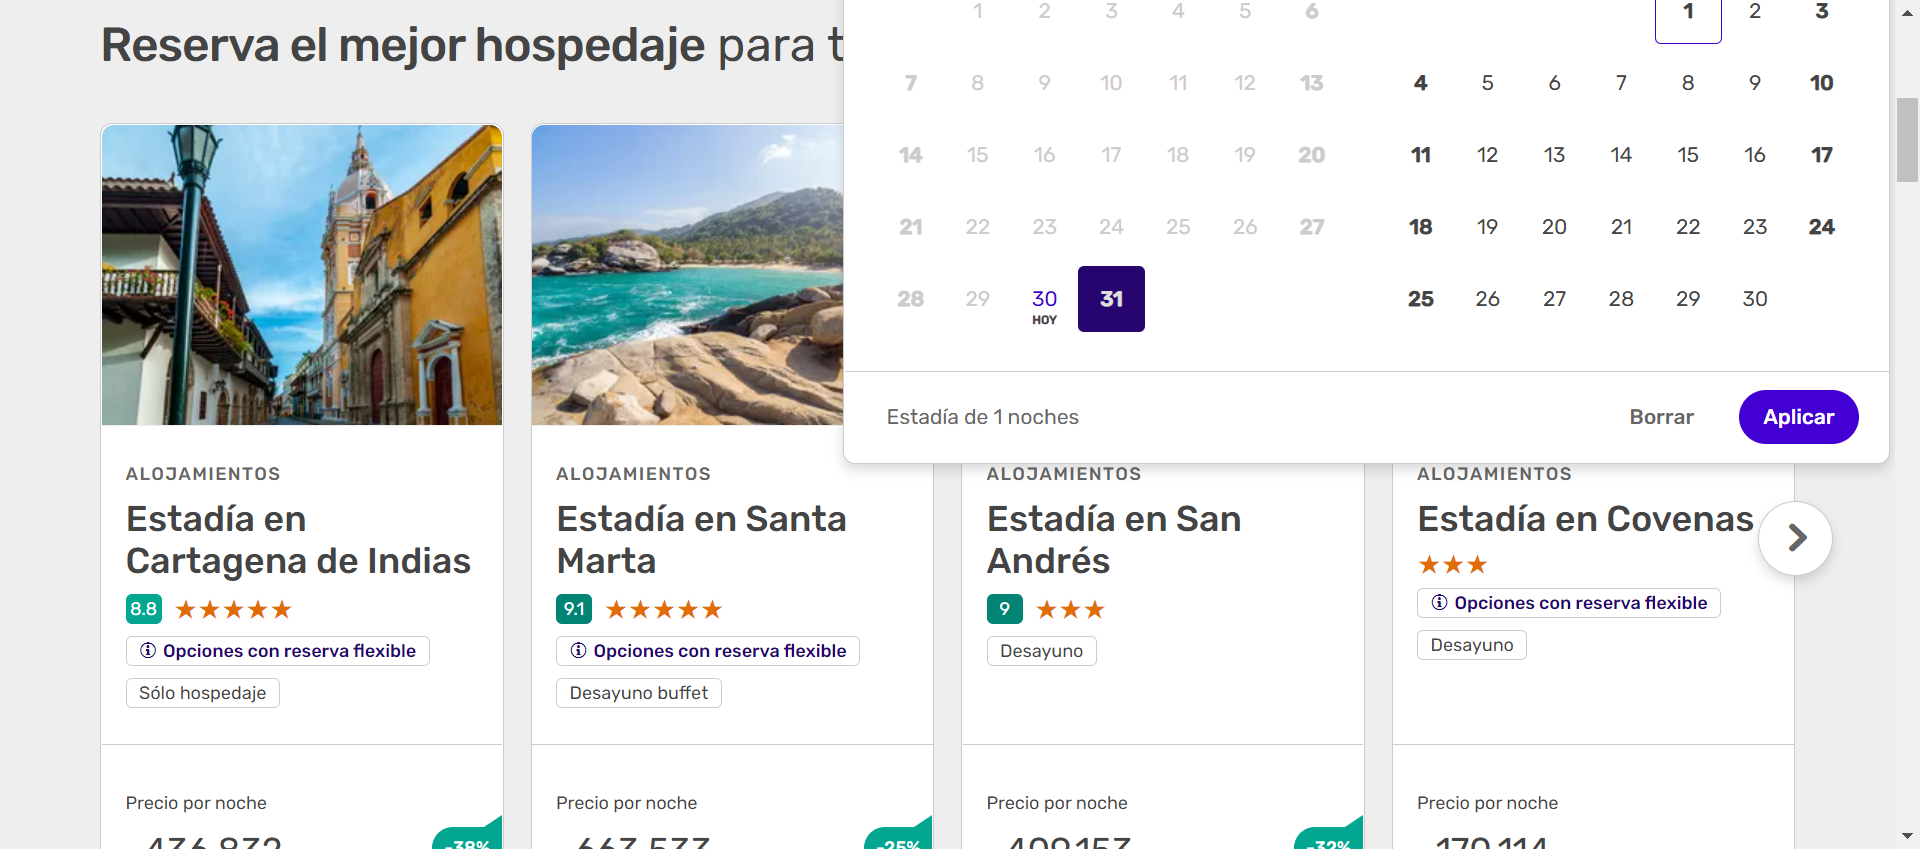 Reserva el mejor hospedaje para t
1 2 3 4 5 6
7 8 9 10 11 12 13
14 15 16 17 18 19 20
21 22 23 24 25 26 27
28 29 30 31
HOY
1 2 3
4 5 6 7 8 9 10
11 12 13 14 15 16 17
18 19 20 21 22 23 24
25 26 27 28 29 30
Estadía de 1 noches
Borrar
Aplicar
ALOJAMIENTOS
Estadía en
Cartagena de Indias
8.8
Opciones con reserva flexible
Sólo hospedaje
Precio por noche
436.832
-38%
ALOJAMIENTOS
Estadía en Santa
Marta
9.1
Opciones con reserva flexible
Desayuno buffet
Precio por noche
663.533
-25%
ALOJAMIENTOS
Estadía en San
Andrés
9
Desayuno
Precio por noche
409.153
-32%
ALOJAMIENTOS
Estadía en Covenas
Opciones con reserva flexible
Desayuno
Precio por noche